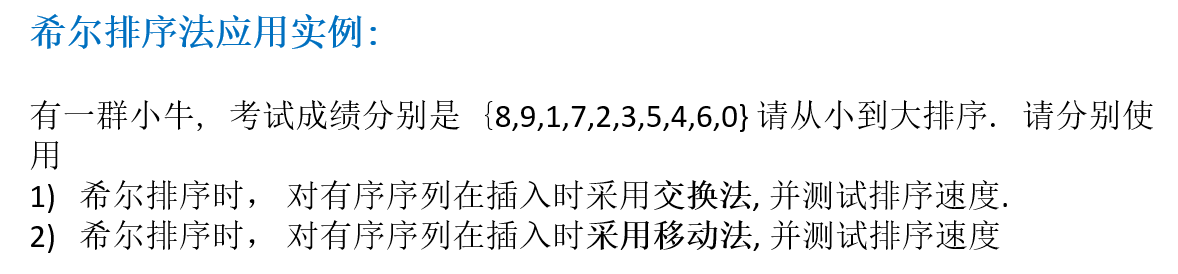 希尔排序法应用实例：
有一群小牛, 考试成绩分别是 {8,9,1,7,2,3,5,4,6,0} 请从小到大排序. 请分别使
用
1) 希尔排序时， 对有序序列在插入时采用交换法, 并测试排序速度.
2) 希尔排序时， 对有序序列在插入时采用移动法, 并测试排序速度